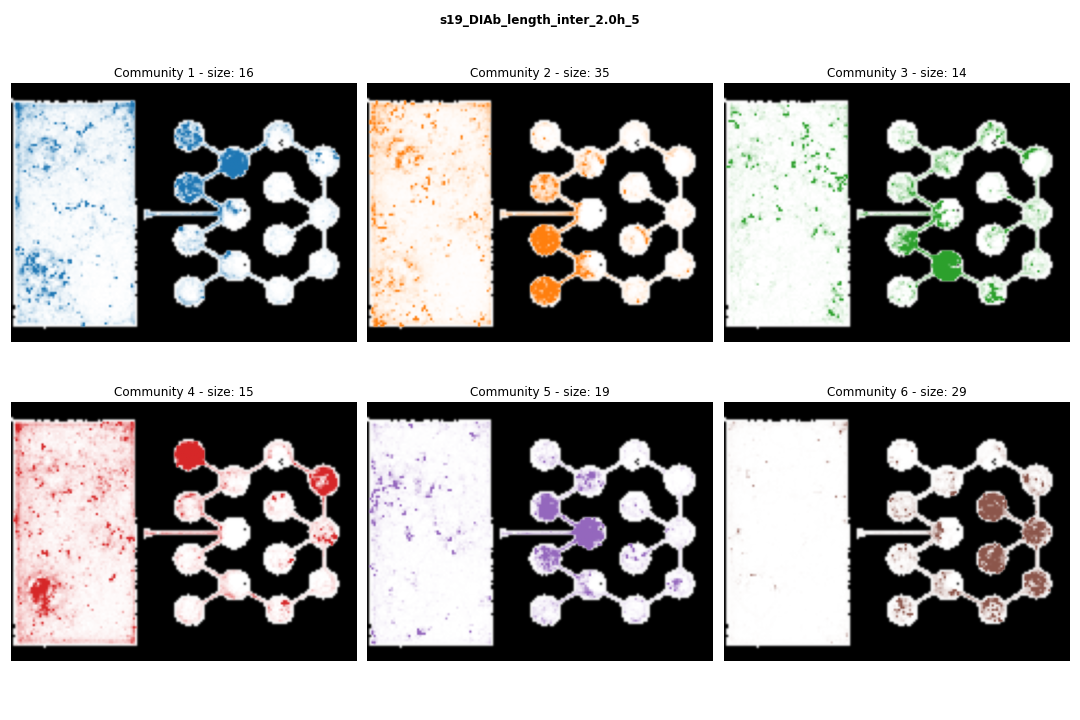 s19_DIAb_length_inter_2.0h_5
Community 1 - size: 16
Community 2 - size: 35
Community 3 - size: 14
Community 4 - size: 15
Community 5 - size: 19
Community 6 - size: 29